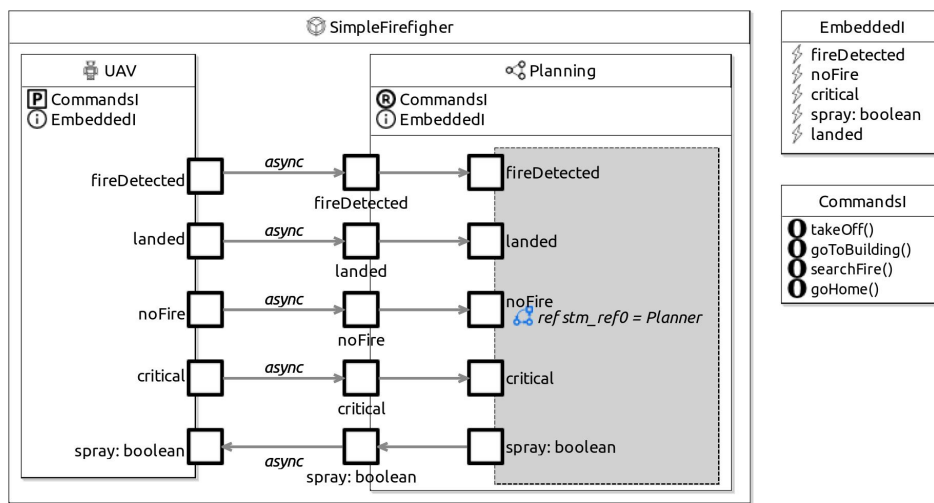 SimpleFirefigher
UAV
P CommandsI
i EmbeddedI
Planning
R CommandsI
i EmbeddedI
fireDetected
async
fireDetected
fireDetected
landed
async
landed
landed
noFire
async
noFire
noFire
ref stm_ref0 = Planner
critical
async
critical
critical
spray: boolean
async
spray: boolean
spray: boolean
EmbeddedI
fireDetected
noFire
critical
spray: boolean
landed
CommandsI
O takeOff()
O goToBuilding()
O searchFire()
O goHome()